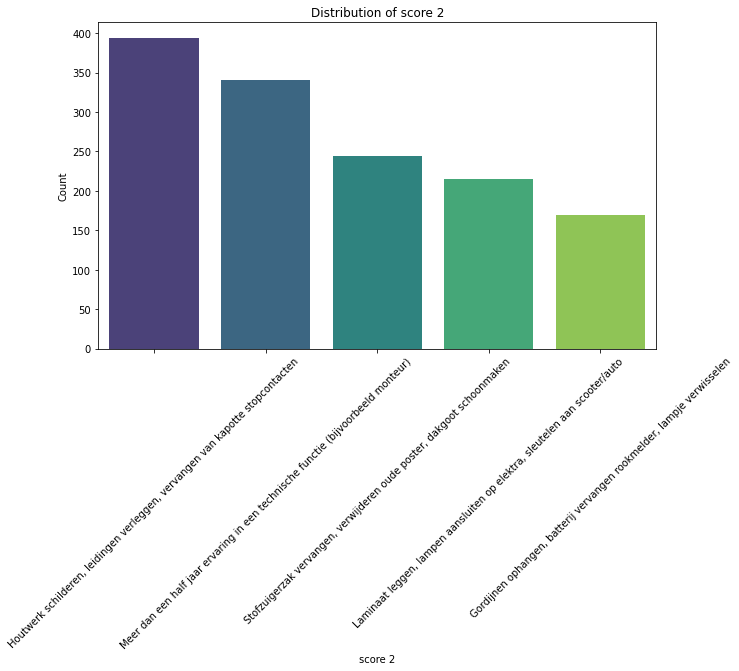 Distribution of score 2
Count
400
350
300
250
200
150
100
50
0
Houtwerk schilderen, leidingen verleggen, vervangen van kapotte stopcontacten
Meer dan een half jaar ervaring in een technische functie (bijvoorbeeld monteur)
Stofzuigerzak vervangen, verwijderen oude poster, dakgoot schoonmaken
Laminaat leggen, lampen aansluiten op elektra, sleutelen aan scooter/auto
Gordijnen ophangen, batterij vervangen rookmelder, lampje verwisselen
score 2